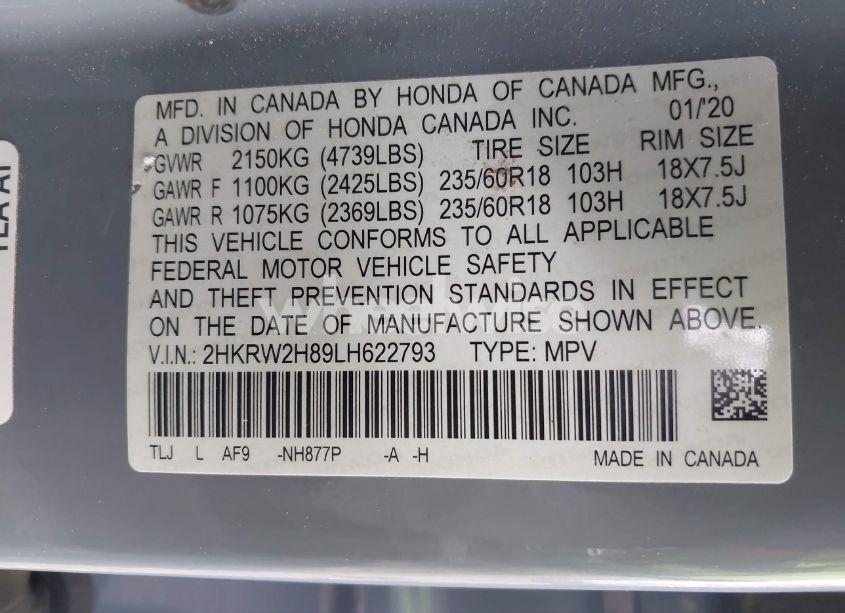 MFD. IN CANADA BY HONDA OF CANADA MFG.,
A DIVISION OF HONDA CANADA INC. 01/'20
GVWR 2150KG (4739LBS) TIRE SIZE RIM SIZE
GAWR F 1100KG (2425LBS) 235/60R18 103H 18X7.5J
GAWR R 1075KG (2369LBS) 235/60R18 103H 18X7.5J
THIS VEHICLE CONFORMS TO ALL APPLICABLE
FEDERAL MOTOR VEHICLE SAFETY
AND THEFT PREVENTION STANDARDS IN EFFECT
ON THE DATE OF MANUFACTURE SHOWN ABOVE.
V.I.N.: 2HKRW2H89LH622793 TYPE: MPV
TLJ L AF9 -NH877P -A -H MADE IN CANADA